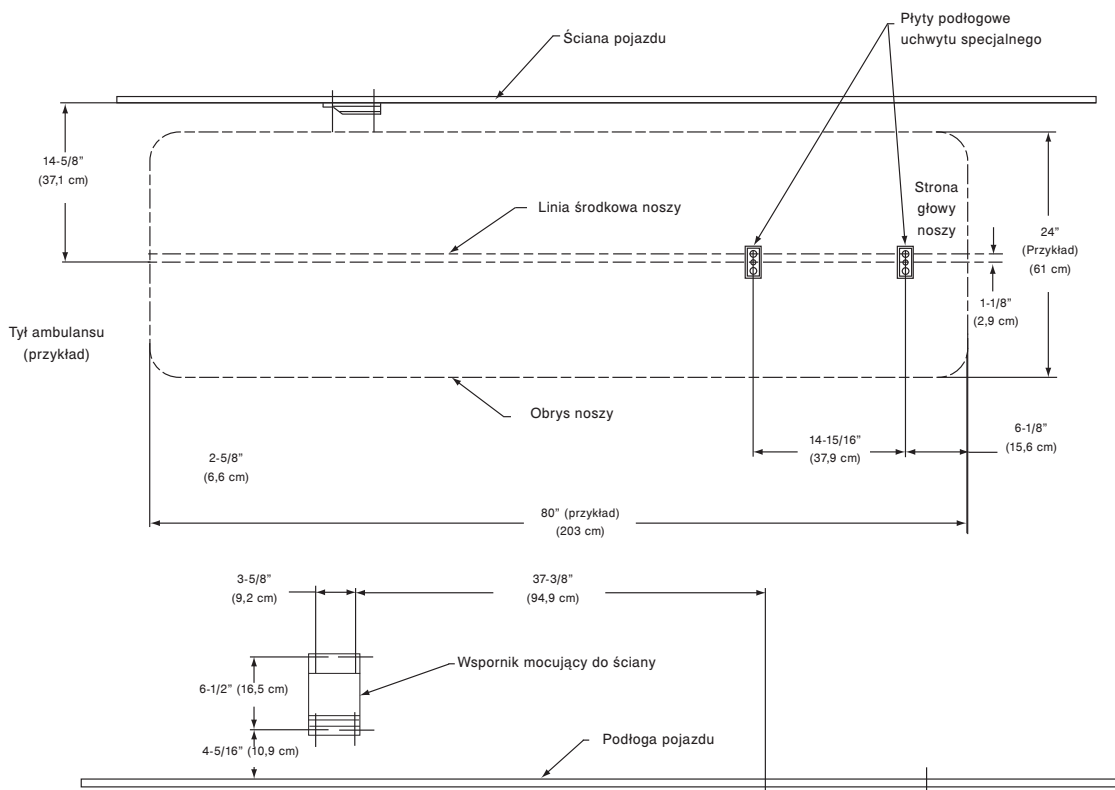 Płyty podłogowe
uchwytu specjalnego
Ściana pojazdu
14-5/8”
(37,1 cm)
Strona
głowy
noszy
Linia środkowa noszy
24”
(Przykład)
(61 cm)
1-1/8”
(2,9 cm)
Tył ambulansu
(przykład)
Obrys noszy
6-1/8”
(15,6 cm)
14-15/16”
(37,9 cm)
2-5/8”
(6,6 cm)
80” (przykład)
(203 cm)
3-5/8”
(9,2 cm)
37-3/8”
(94,9 cm)
Wspornik mocujący do ściany
6-1/2” (16,5 cm)
4-5/16” (10,9 cm)
Podłoga pojazdu